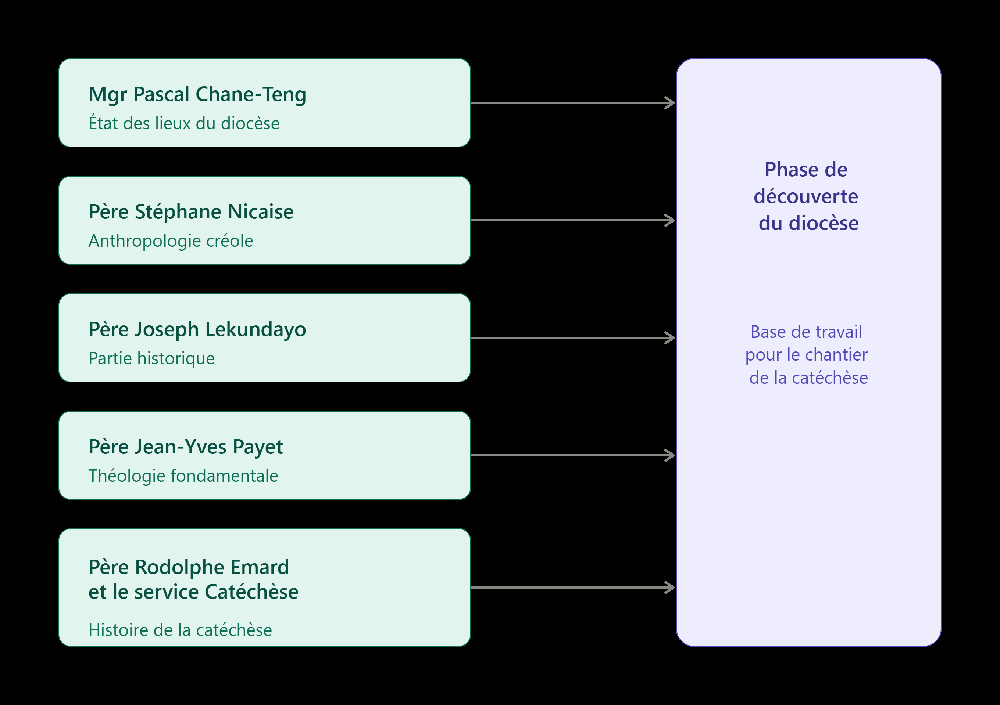 Mgr Pascal Chane-Teng
État des lieux du diocèse
Père Stéphane Nicaise
Anthropologie créole
Père Joseph Lekundayo
Partie historique
Père Jean-Yves Payet
Théologie fondamentale
Père Rodolphe Emard
et le service Catéchèse
Histoire de la catéchèse
Phase de
découverte
du diocèse
Base de travail
pour le chantier
de la catéchèse